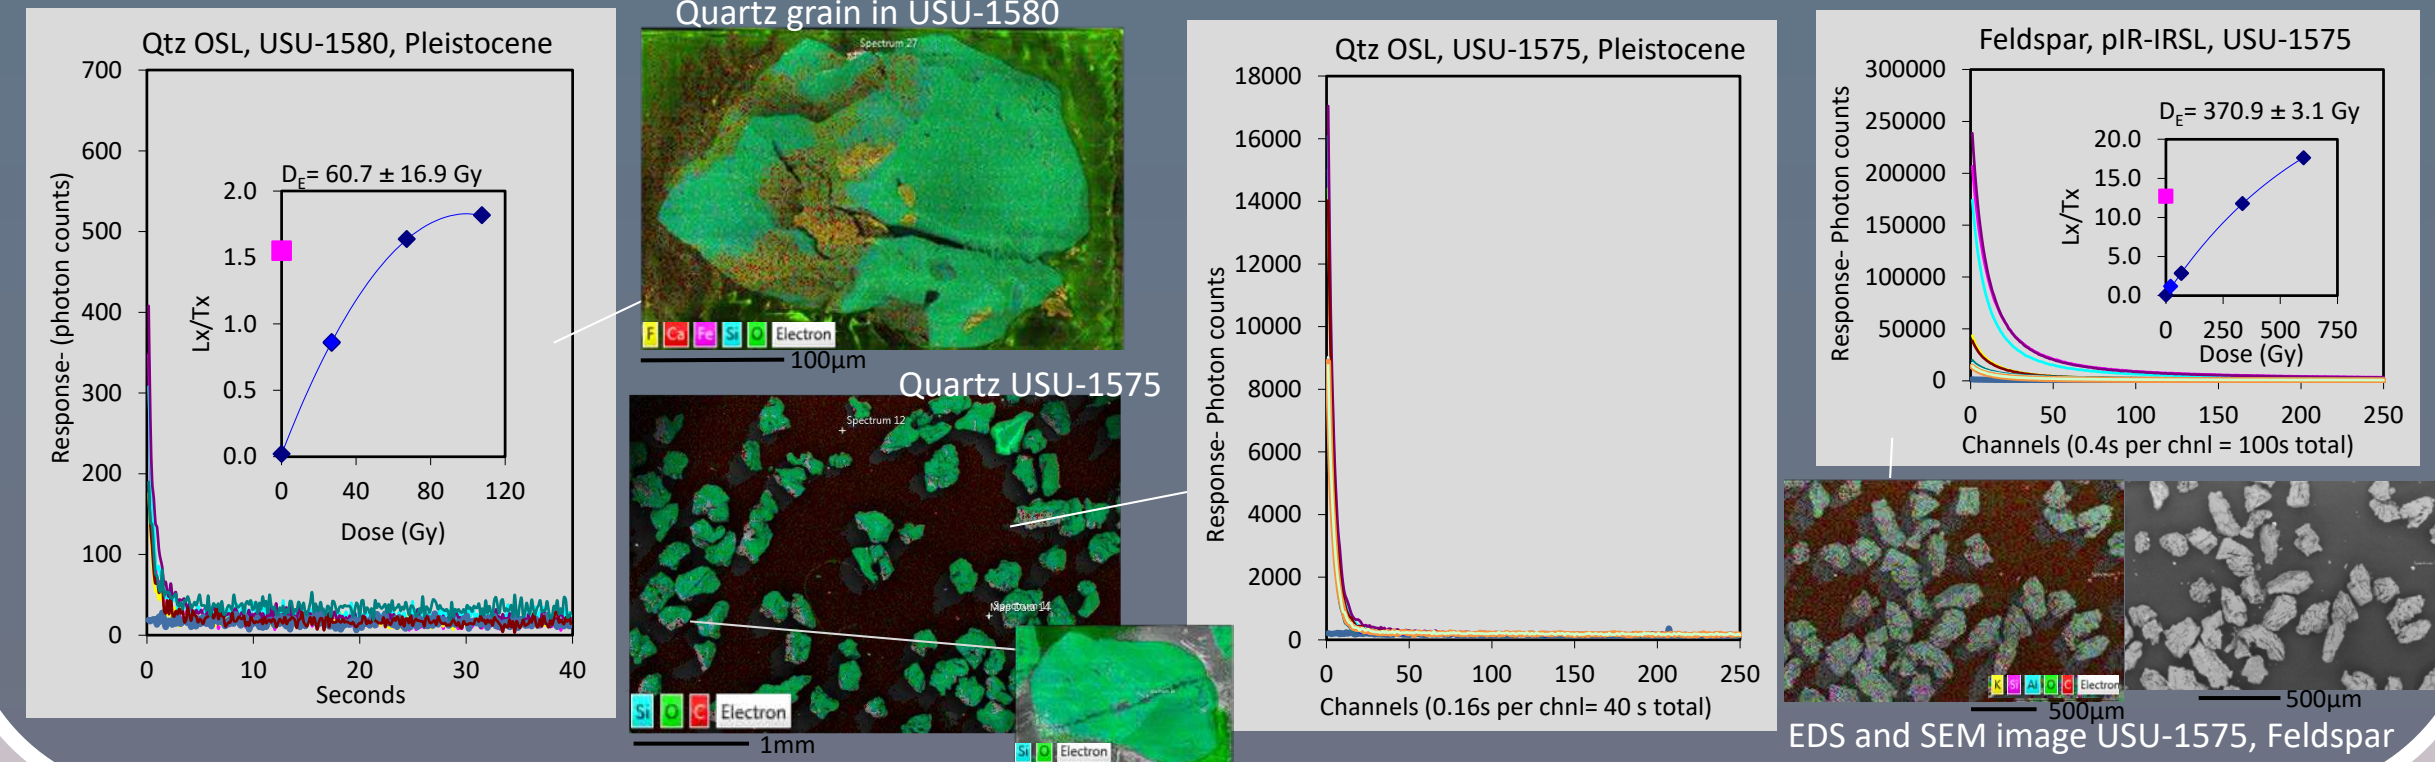 Qtz OSL, USU-1580, Pleistocene
700
600
500
400
300
200
100
0
Response- (photon counts)
0 10 20 30 40
Seconds
D_E= 60.7 ± 16.9 Gy
2.0
1.5
1.0
0.5
0.0
Lx/Tx
0 40 80 120
Dose (Gy)
Quartz grain in USU-1580
Spectrum 27
F Ca Fe Si O Electron
100µm
Quartz USU-1575
Spectrum 12
Si O C Electron
1mm
Si O Electron
Qtz OSL, USU-1575, Pleistocene
18000
16000
14000
12000
10000
8000
6000
4000
2000
0
Response- Photon counts
0 50 100 150 200 250
Channels (0.16s per chnl= 40 s total)
Feldspar, pIR-IRSL, USU-1575
300000
250000
200000
150000
100000
50000
0
Response- Photon counts
0 50 100 150 200 250
Channels (0.4s per chnl = 100s total)
D_E= 370.9 ± 3.1 Gy
20.0
15.0
10.0
5.0
0.0
Lx/Tx
0 250 500 750
Dose (Gy)
K Si Al O C Electron
500µm
500µm
EDS and SEM image USU-1575, Feldspar